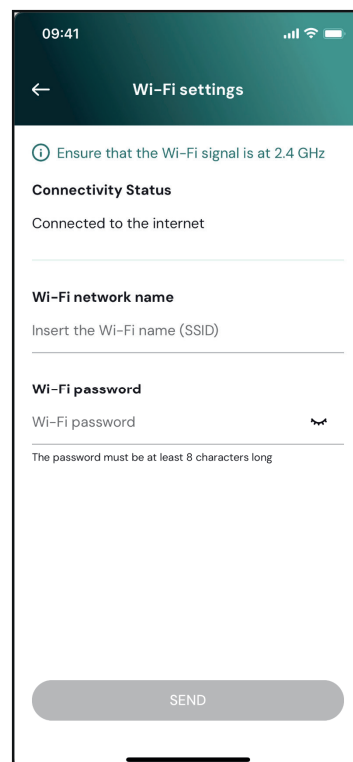 09:41
Wi-Fi settings
Ensure that the Wi-Fi signal is at 2.4 GHz
Connectivity Status
Connected to the internet
Wi-Fi network name
Insert the Wi-Fi name (SSID)
Wi-Fi password
Wi-Fi password
The password must be at least 8 characters long
SEND